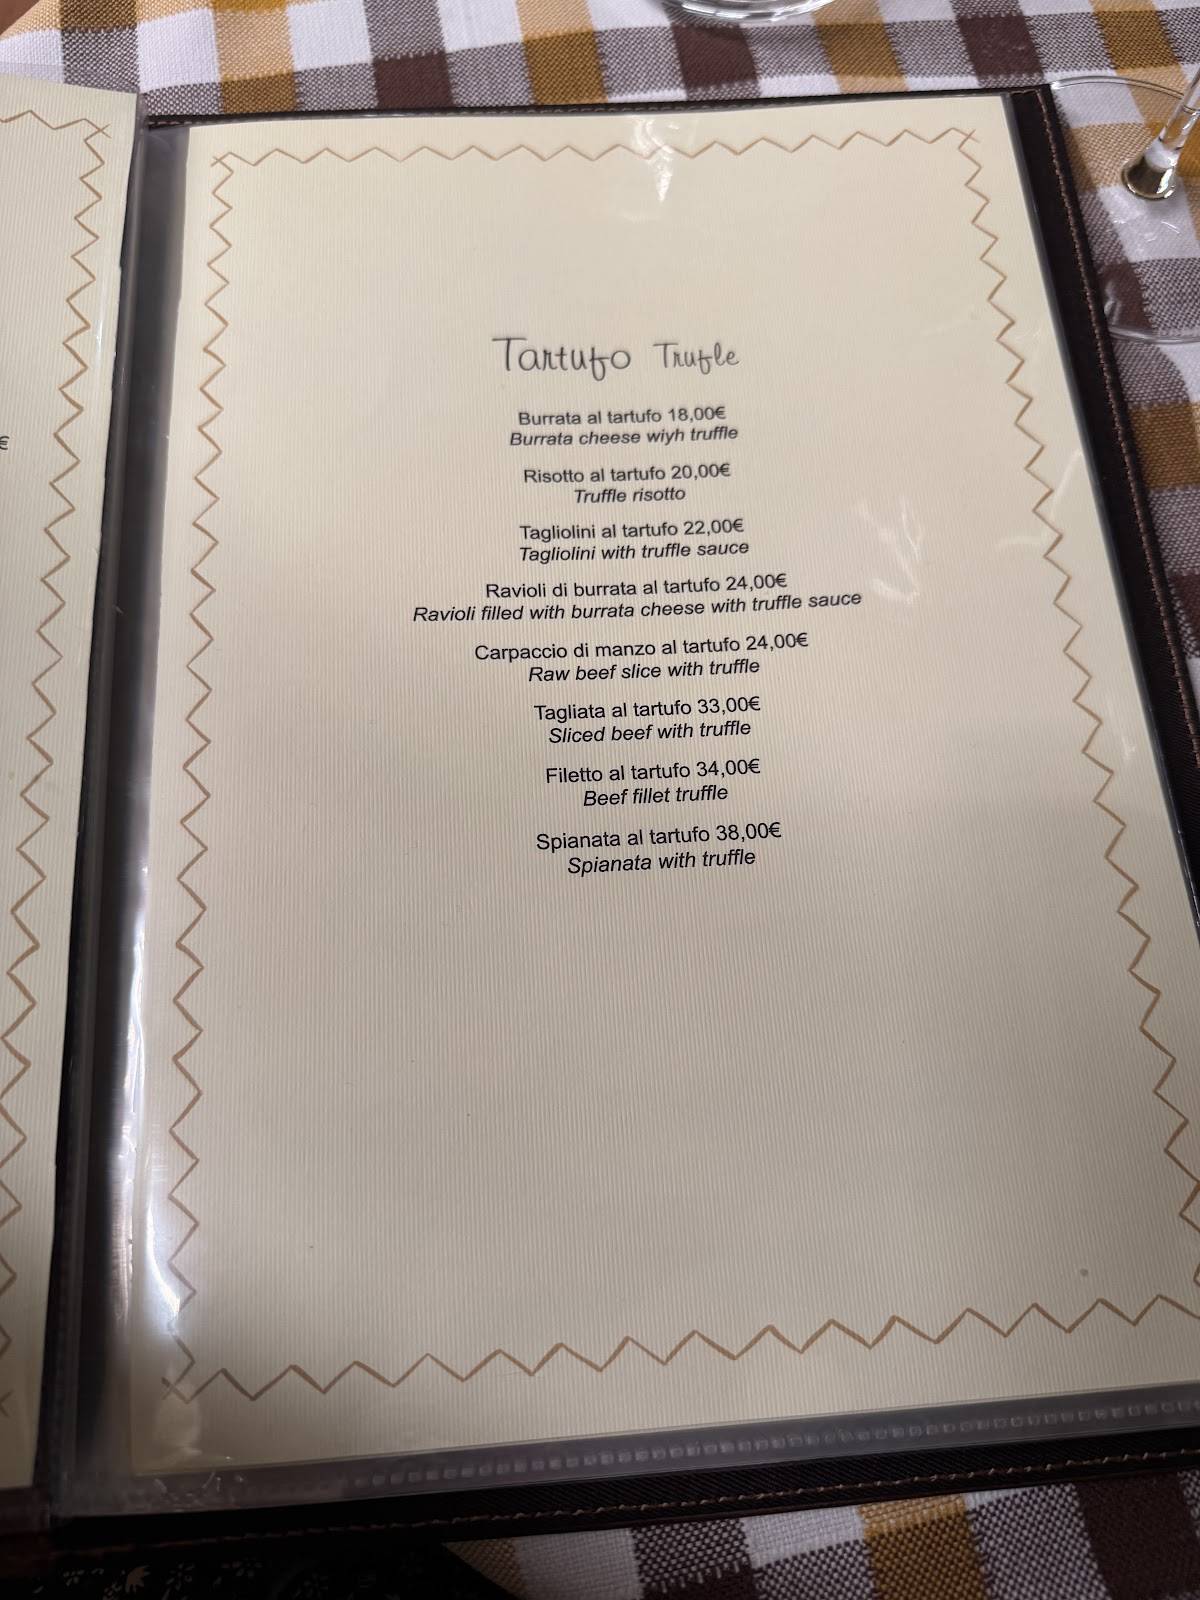 €
Tartufo Trufle
Burrata al tartufo 18,00€
Burrata cheese wiyh truffle
Risotto al tartufo 20,00€
Truffle risotto
Tagliolini al tartufo 22,00€
Tagliolini with truffle sauce
Ravioli di burrata al tartufo 24,00€
Ravioli filled with burrata cheese with truffle sauce
Carpaccio di manzo al tartufo 24,00€
Raw beef slice with truffle
Tagliata al tartufo 33,00€
Sliced beef with truffle
Filetto al tartufo 34,00€
Beef fillet truffle
Spianata al tartufo 38,00€
Spianata with truffle